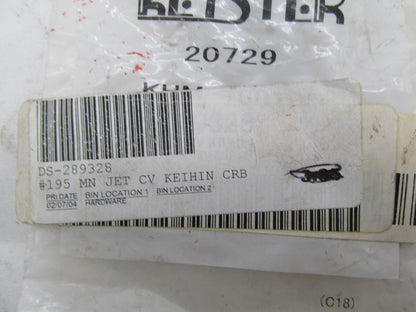 KEISTER
20729
DS-289328
#195 MN JET CV KEIHIN CRB
PRI DATE BIN LOCATION 1 BIN LOCATION 2
02/07/04 HARDWARE
(C18)